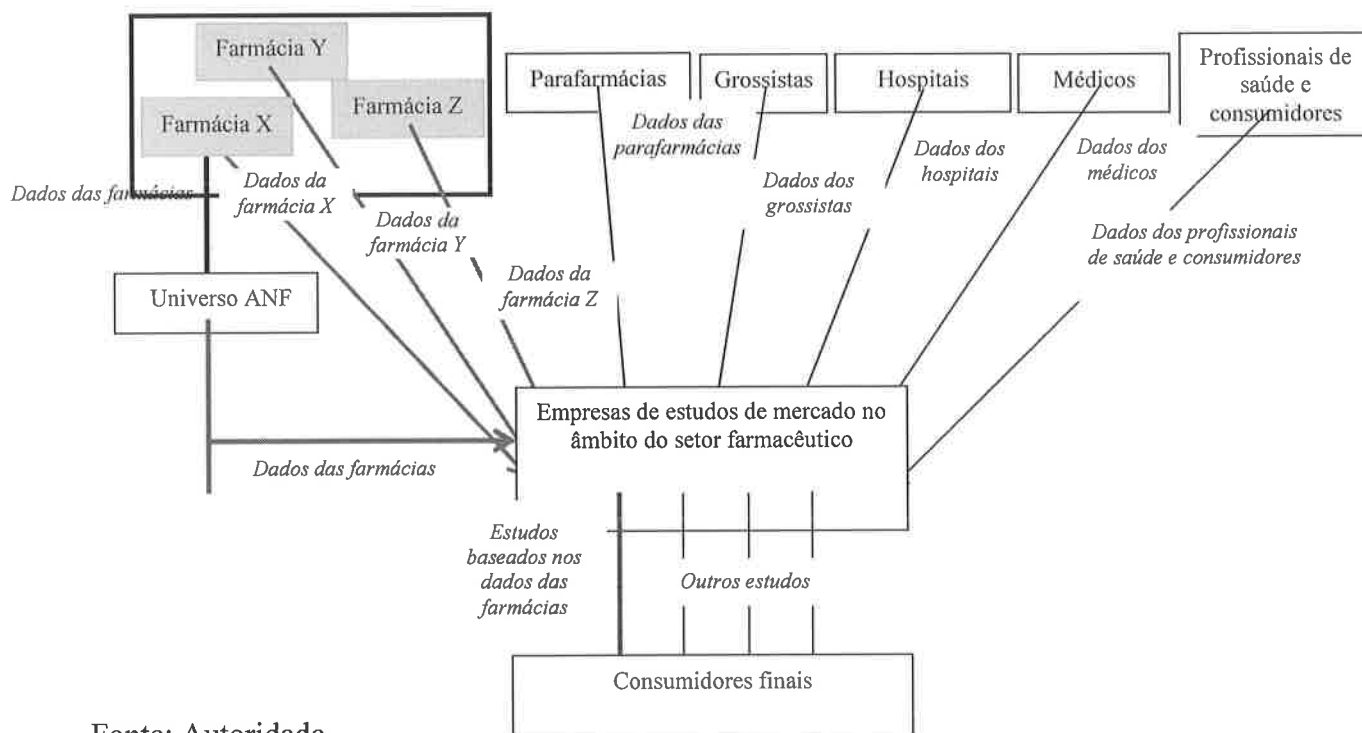 Farmácia Y
Farmácia Z
Farmácia X
Parafarmácias
Grossistas
Hospitais
Médicos
Profissionais de
saúde e
consumidores
Dados das farmácias
Dados da
farmácia X
Dados da
farmácia Y
Dados da
farmácia Z
Dados das
parafarmácias
Dados dos
grossistas
Dados dos
hospitais
Dados dos
médicos
Dados dos profissionais
de saúde e consumidores
Universo ANF
Dados das farmácias
Empresas de estudos de mercado no
âmbito do setor farmacêutico
Estudos
baseados nos
dados das
farmácias
Outros estudos
Consumidores finais
Fonte: Autoridade